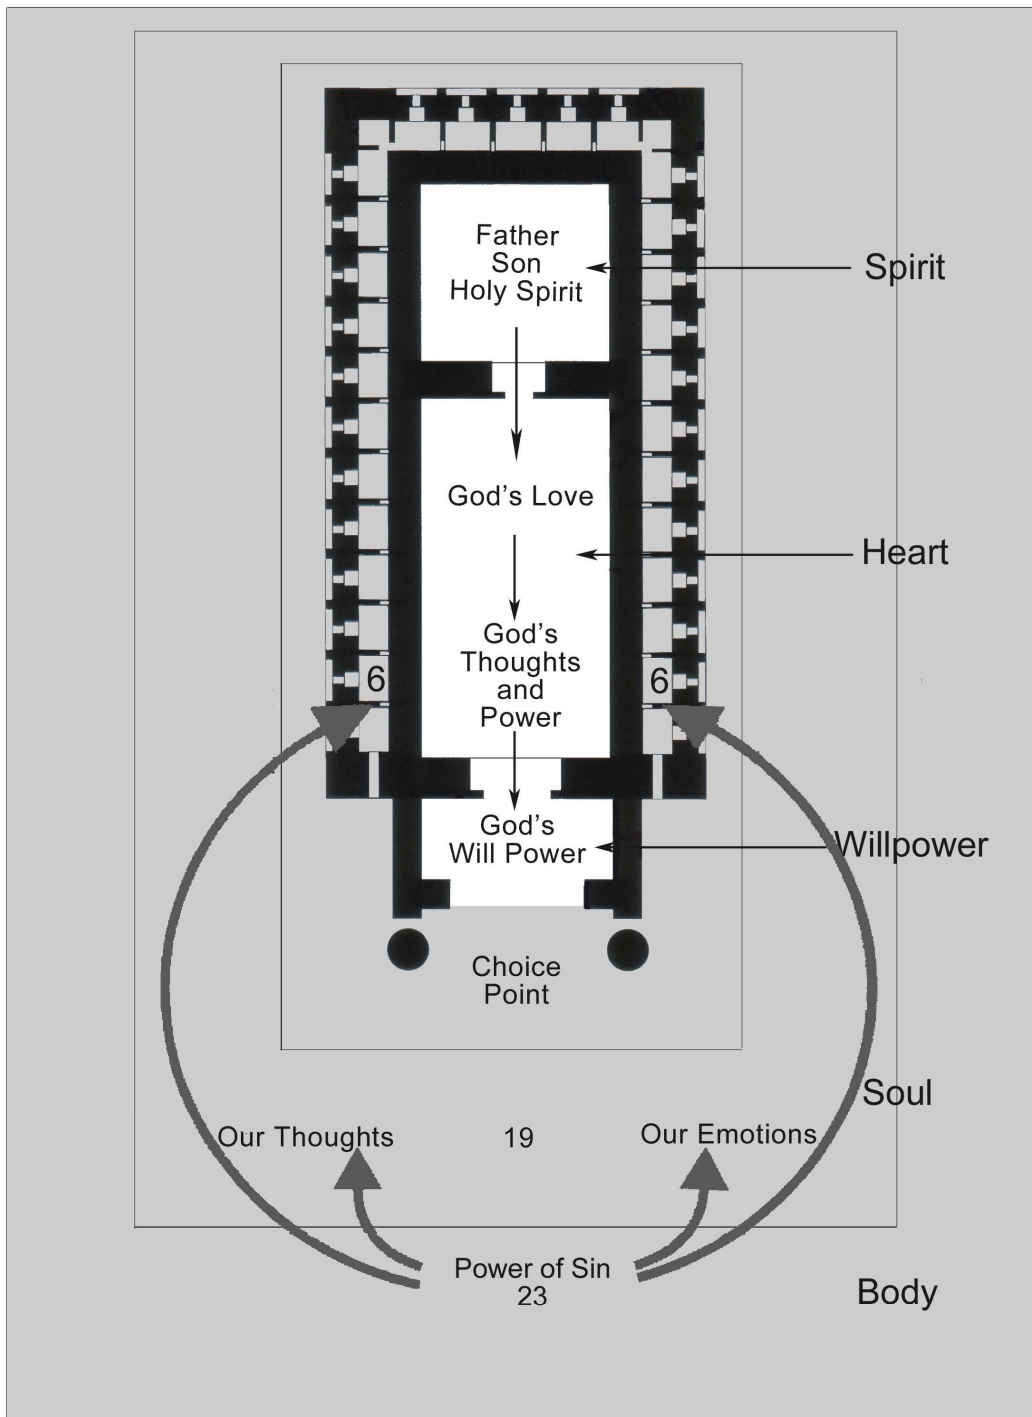 Father
Son
Holy Spirit
Spirit
God's Love
Heart
God's
Thoughts
and
Power
6
6
God's
Will Power
Willpower
Choice
Point
Soul
Our Thoughts
19
Our Emotions
Power of Sin
23
Body